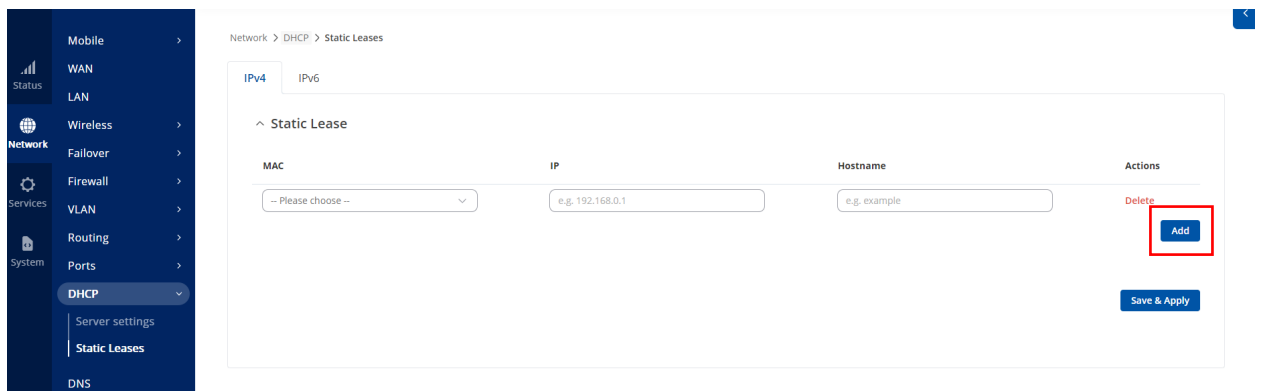 Status
Network
Services
System
Mobile
WAN
LAN
Wireless
Failover
Firewall
VLAN
Routing
Ports
DHCP
Server settings
Static Leases
DNS
Network > DHCP > Static Leases
IPv4 IPv6
Static Lease
MAC IP Hostname Actions
-- Please choose -- e.g. 192.168.0.1 e.g. example Delete
Add
Save & Apply